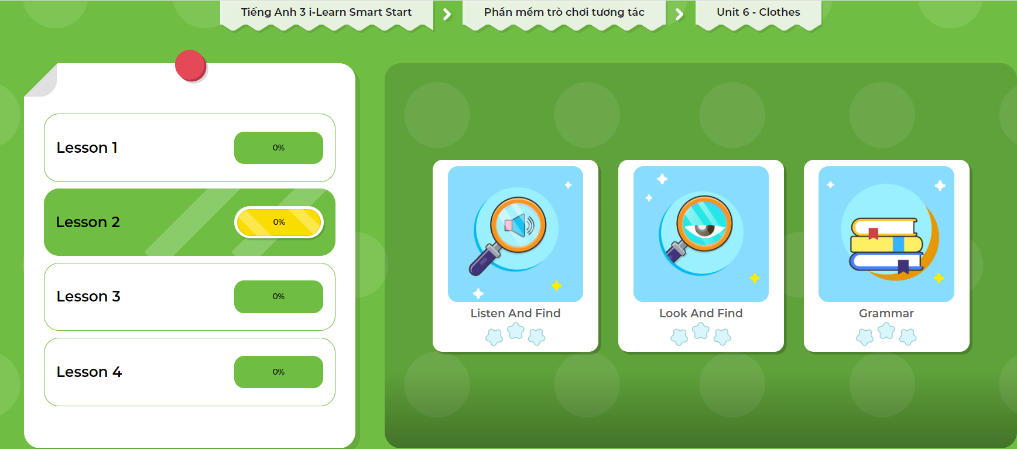 Tiếng Anh 3 i-Learn Smart Start
Phần mềm trò chơi tương tác
Unit 6 - Clothes
Lesson 1
0%
Lesson 2
0%
Lesson 3
0%
Lesson 4
0%
Listen And Find
Look And Find
Grammar